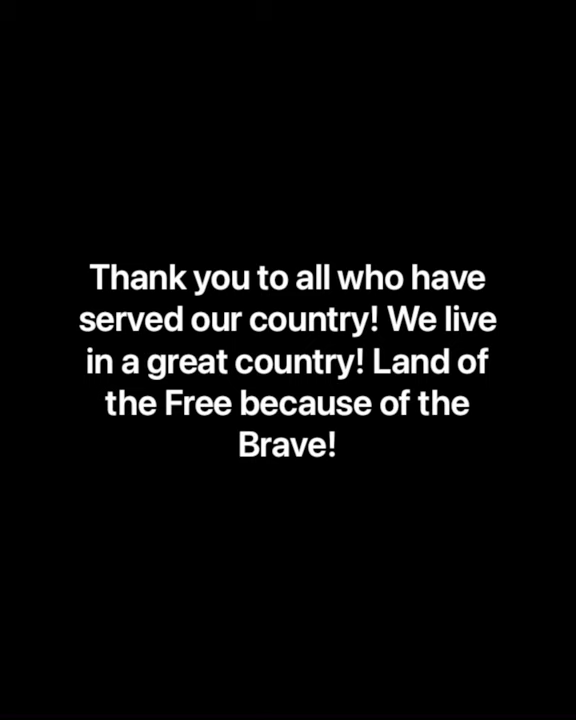 Thank you to all who have
served our country! We live
in a great country! Land of
the Free because of the
Brave!